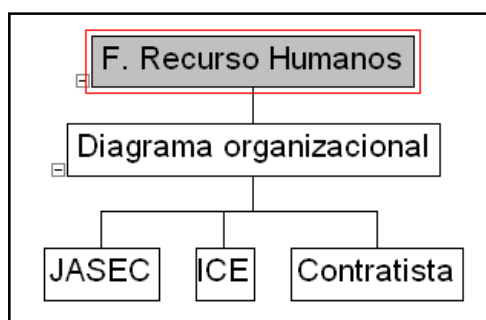 F. Recurso Humanos
Diagrama organizacional
JASEC
ICE
Contratista